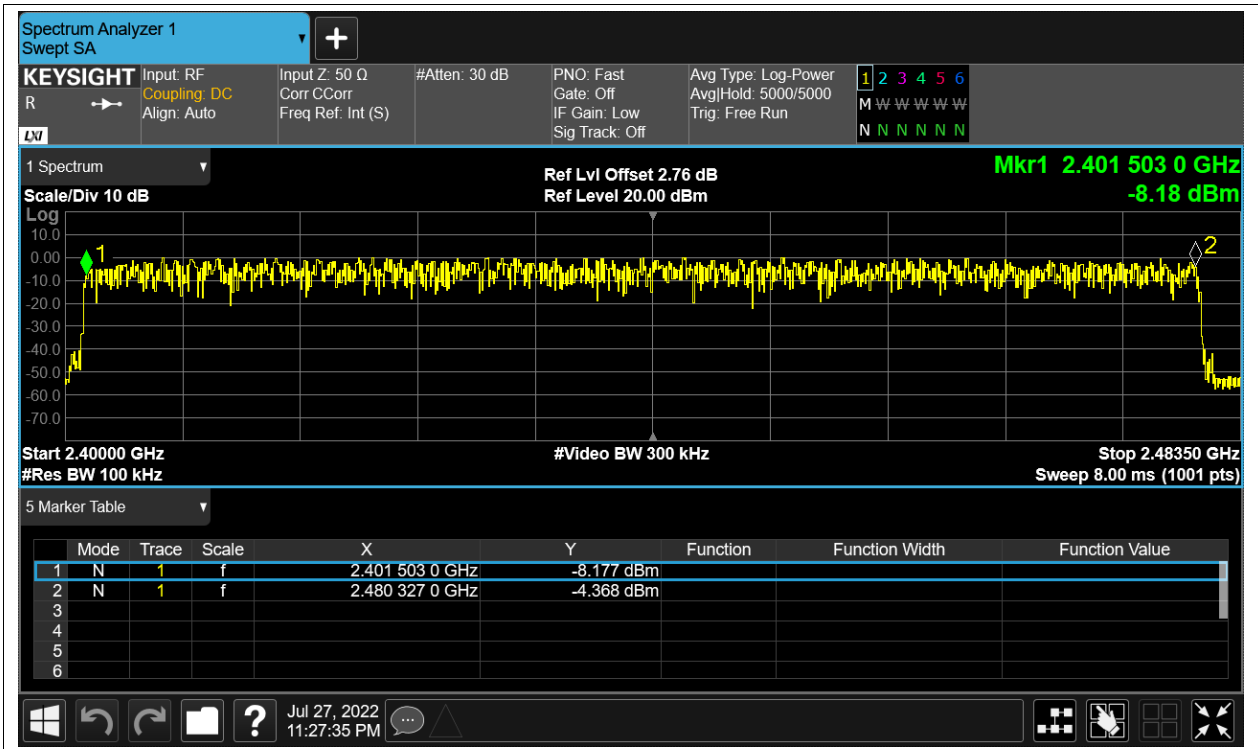 Spectrum Analyzer 1
Swept SA
KEYSIGHT Input: RF Input Z: 50 Ω #Atten: 30 dB PNO: Fast Avg Type: Log-Power 1 2 3 4 5 6
R Coupling: DC Corr CCorr Gate: Off Avg|Hold: 5000/5000 M W W W W W
Align: Auto Freq Ref: Int (S) IF Gain: Low Trig: Free Run
LXI Sig Track: Off N N N N N N
1 Spectrum Ref Lvl Offset 2.76 dB Mkr1 2.401 503 0 GHz
Scale/Div 10 dB Ref Level 20.00 dBm -8.18 dBm
Log
10.0
0.00 1 2
-10.0
-20.0
-30.0
-40.0
-50.0
-60.0
-70.0
Start 2.40000 GHz #Video BW 300 kHz Stop 2.48350 GHz
#Res BW 100 kHz Sweep 8.00 ms (1001 pts)
5 Marker Table
Mode Trace Scale X Y Function Function Width Function Value
1 N 1 f 2.401 503 0 GHz -8.177 dBm
2 N 1 f 2.480 327 0 GHz -4.368 dBm
3
4
5
6
? Jul 27, 2022
11:27:35 PM